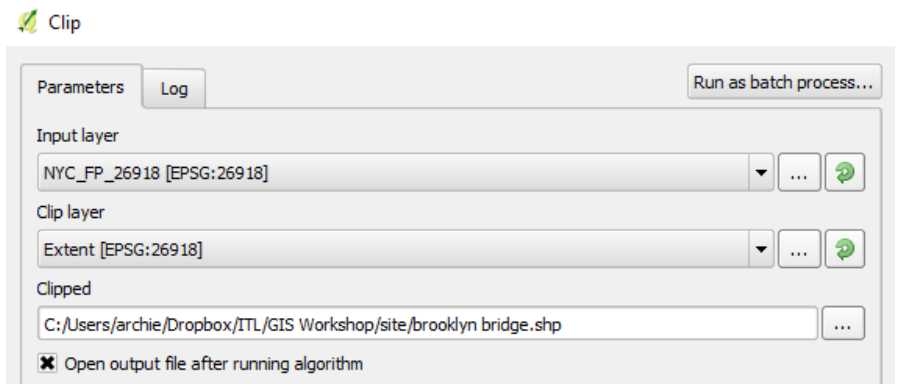 Clip
Parameters
Log
Run as batch process...
Input layer
NYC_FP_26918 [EPSG:26918]
...
Clip layer
Extent [EPSG:26918]
...
Clipped
C:/Users/archie/Dropbox/ITL/GIS Workshop/site/brooklyn bridge.shp
...
Open output file after running algorithm